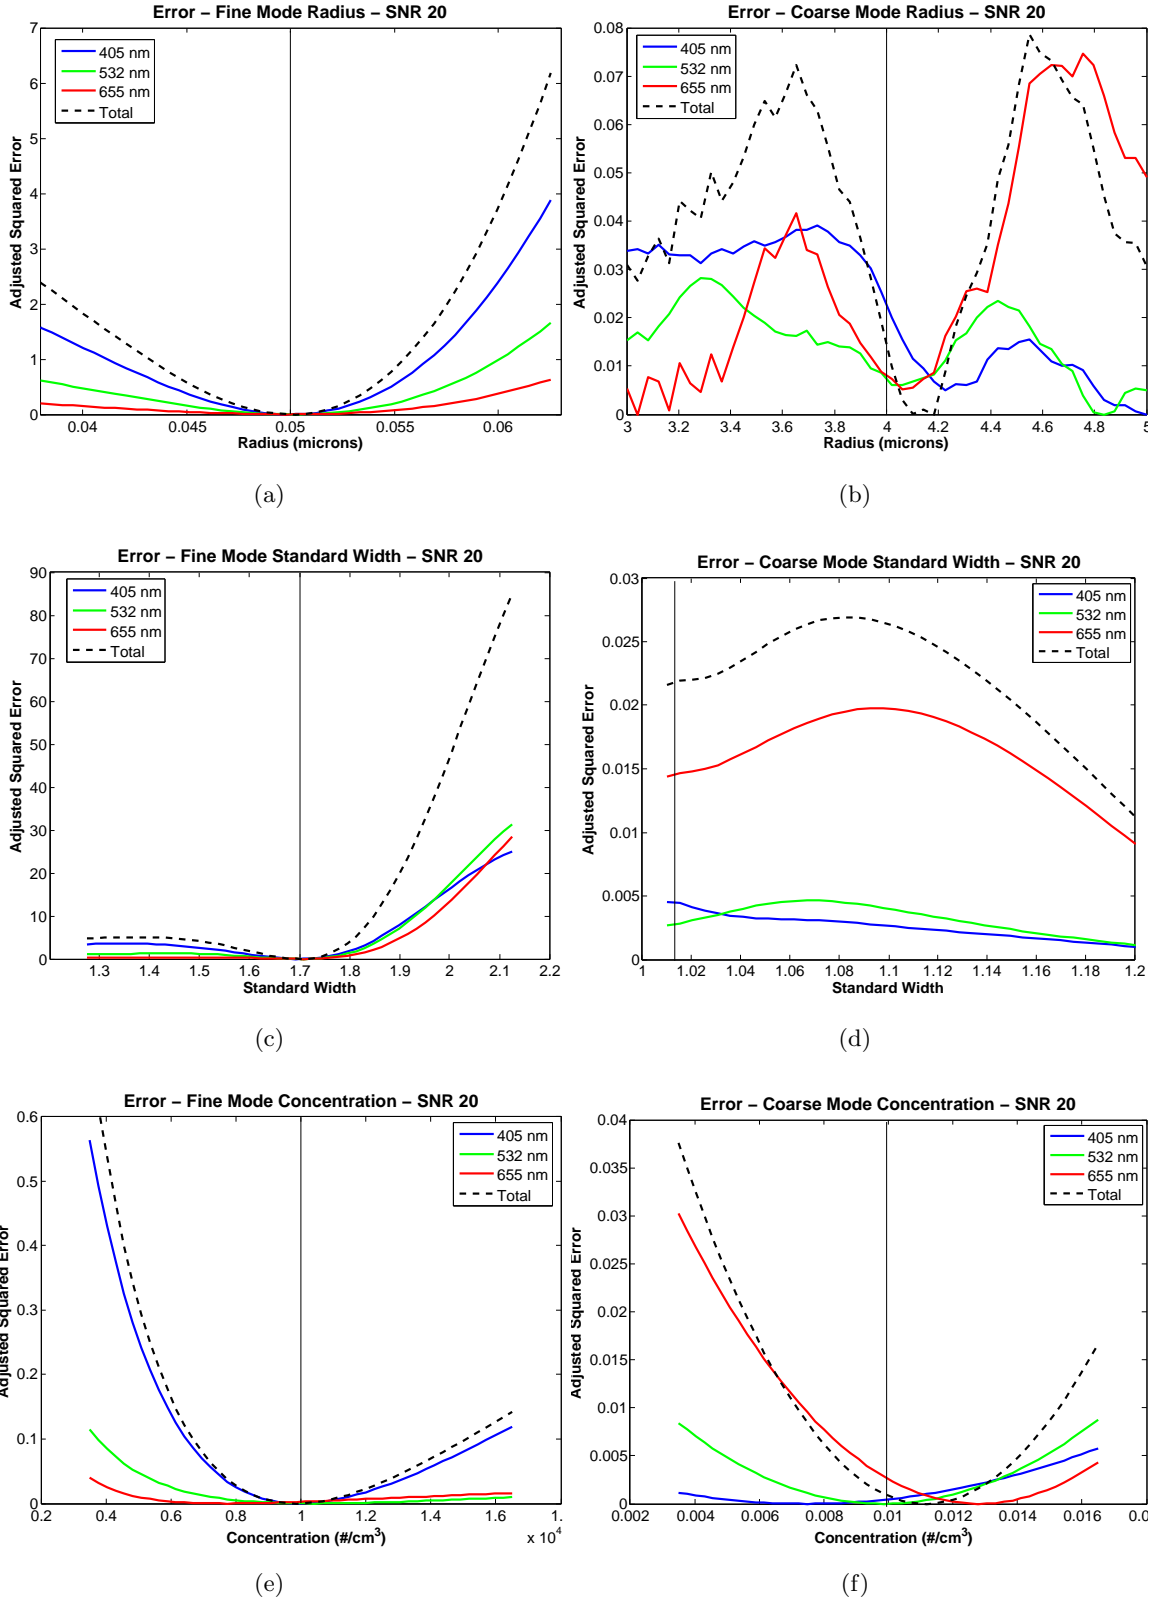 Error – Fine Mode Radius – SNR 20
7
6
5
4
3
2
1
0
405 nm
532 nm
655 nm
Total
Adjusted Squared Error
0.04 0.045 0.05 0.055 0.06
Radius (microns)
(a)
Error – Coarse Mode Radius – SNR 20
0.08
0.07
0.06
0.05
0.04
0.03
0.02
0.01
0
405 nm
532 nm
655 nm
Total
Adjusted Squared Error
3 3.2 3.4 3.6 3.8 4 4.2 4.4 4.6 4.8 5
Radius (microns)
(b)
Error – Fine Mode Standard Width – SNR 20
90
80
70
60
50
40
30
20
10
0
405 nm
532 nm
655 nm
Total
Adjusted Squared Error
1.3 1.4 1.5 1.6 1.7 1.8 1.9 2 2.1 2.2
Standard Width
(c)
Error – Coarse Mode Standard Width – SNR 20
0.03
0.025
0.02
0.015
0.01
0.005
0
405 nm
532 nm
655 nm
Total
Adjusted Squared Error
1 1.02 1.04 1.06 1.08 1.1 1.12 1.14 1.16 1.18 1.2
Standard Width
(d)
Error – Fine Mode Concentration – SNR 20
0.6
0.5
0.4
0.3
0.2
0.1
0
405 nm
532 nm
655 nm
Total
Adjusted Squared Error
0.2 0.4 0.6 0.8 1 1.2 1.4 1.6 1.
Concentration (#/cm³)
x 10⁴
(e)
Error – Coarse Mode Concentration – SNR 20
0.04
0.035
0.03
0.025
0.02
0.015
0.01
0.005
0
405 nm
532 nm
655 nm
Total
Adjusted Squared Error
0.002 0.004 0.006 0.008 0.01 0.012 0.014 0.016 0.0
Concentration (#/cm³)
(f)